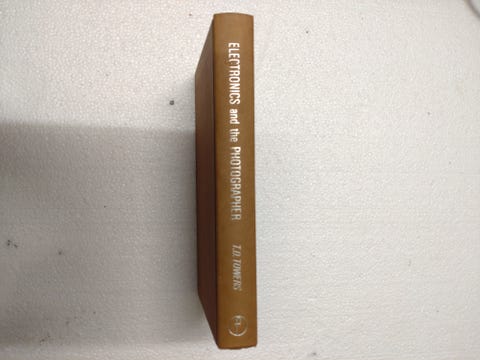 ELECTRONICS and the PHOTOGRAPHER
T.D. TOWERS